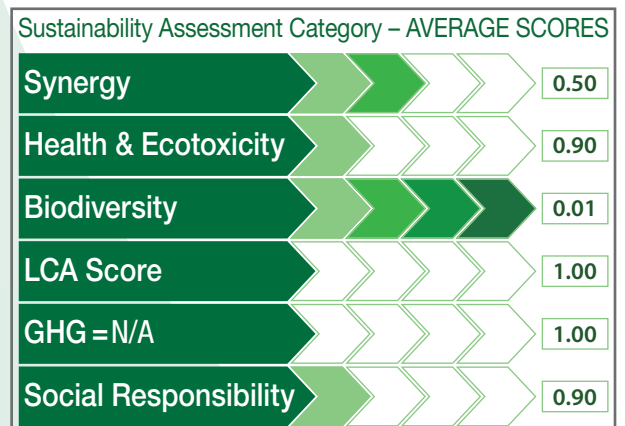 Sustainability Assessment Category – AVERAGE SCORES
Synergy 0.50
Health & Ecotoxicity 0.90
Biodiversity 0.01
LCA Score 1.00
GHG = N/A 1.00
Social Responsibility 0.90